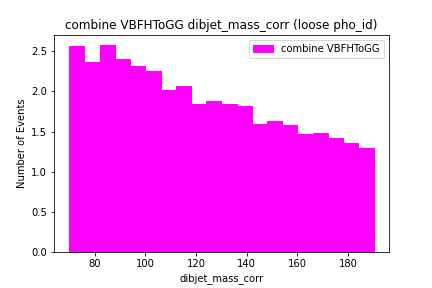 combine VBFHToGG dibjet_mass_corr (loose pho_id)
combine VBFHToGG
Number of Events
2.5
2.0
1.5
1.0
0.5
0.0
80 100 120 140 160 180
dibjet_mass_corr